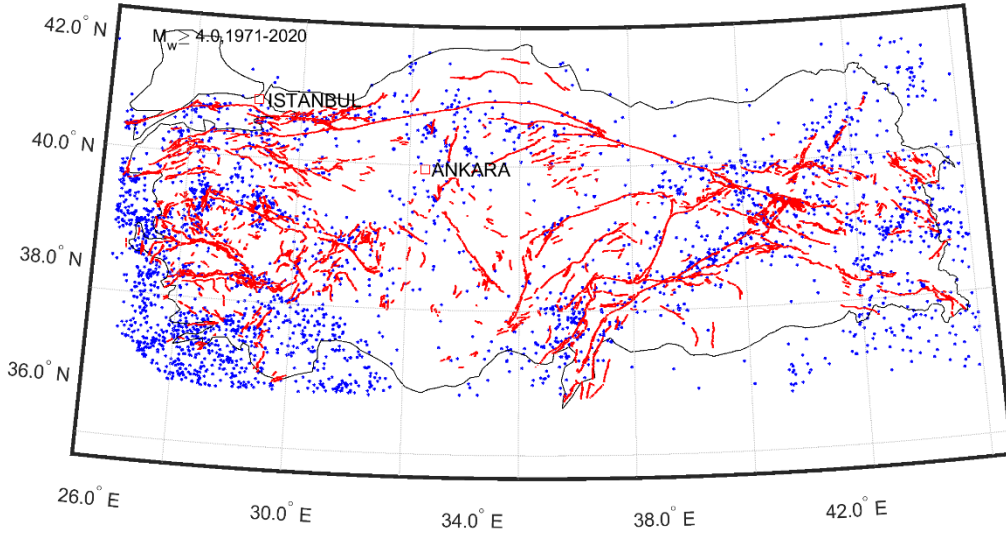 42.0° N
M_w ≥ 4.0,1971-2020
ISTANBUL
40.0° N
ANKARA
38.0° N
36.0° N
26.0° E
30.0° E
34.0° E
38.0° E
42.0° E